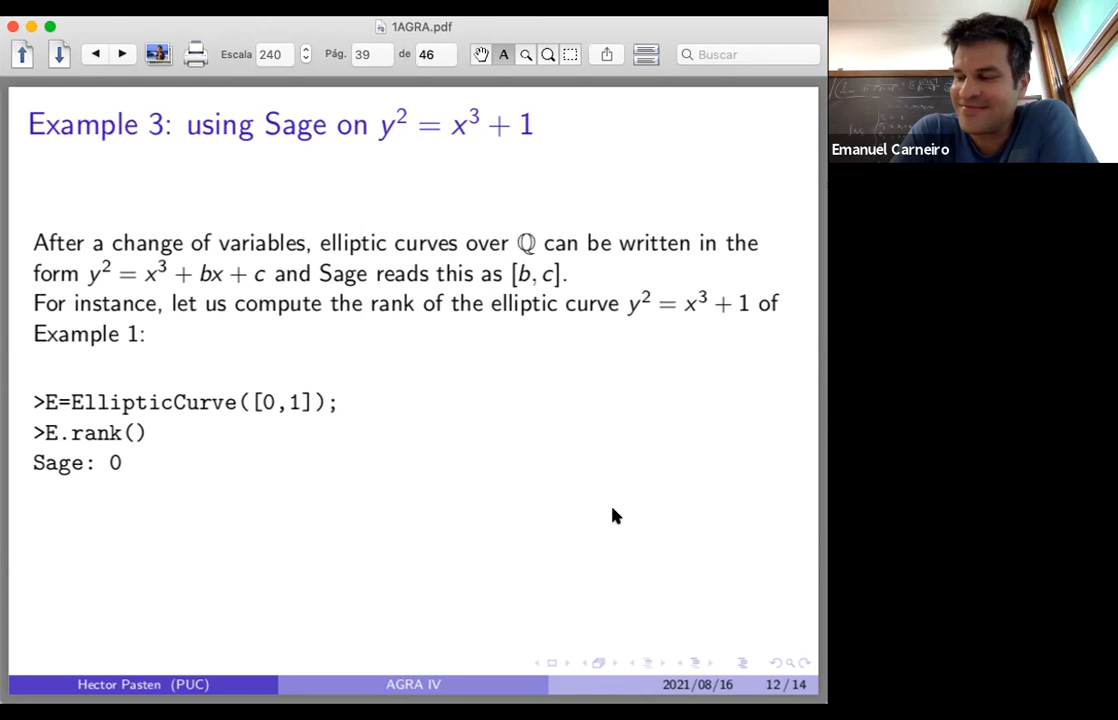 1AGRA.pdf
Escala 240 Pág. 39 de 46 Buscar
Example 3: using Sage on y² = x³ + 1
After a change of variables, elliptic curves over ℚ can be written in the
form y² = x³ + bx + c and Sage reads this as [b, c].
For instance, let us compute the rank of the elliptic curve y² = x³ + 1 of
Example 1:
>E=EllipticCurve([0,1]);
>E.rank()
Sage: 0
Hector Pasten (PUC) AGRA IV 2021/08/16 12 / 14
Emanuel Carneiro